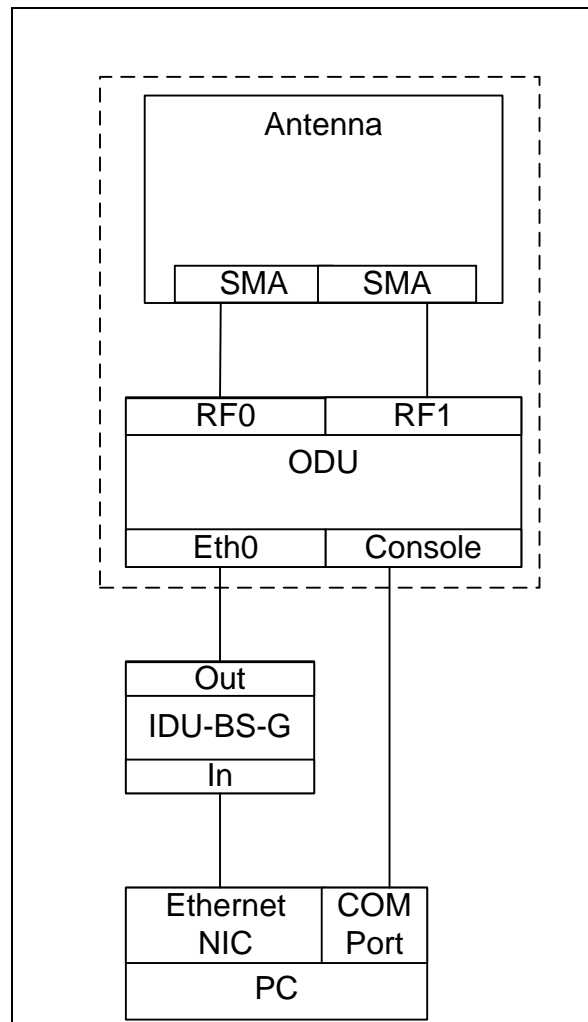 Antenna
SMA SMA
RF0 RF1
ODU
Eth0 Console
Out
IDU-BS-G
In
Ethernet NIC COM Port
PC